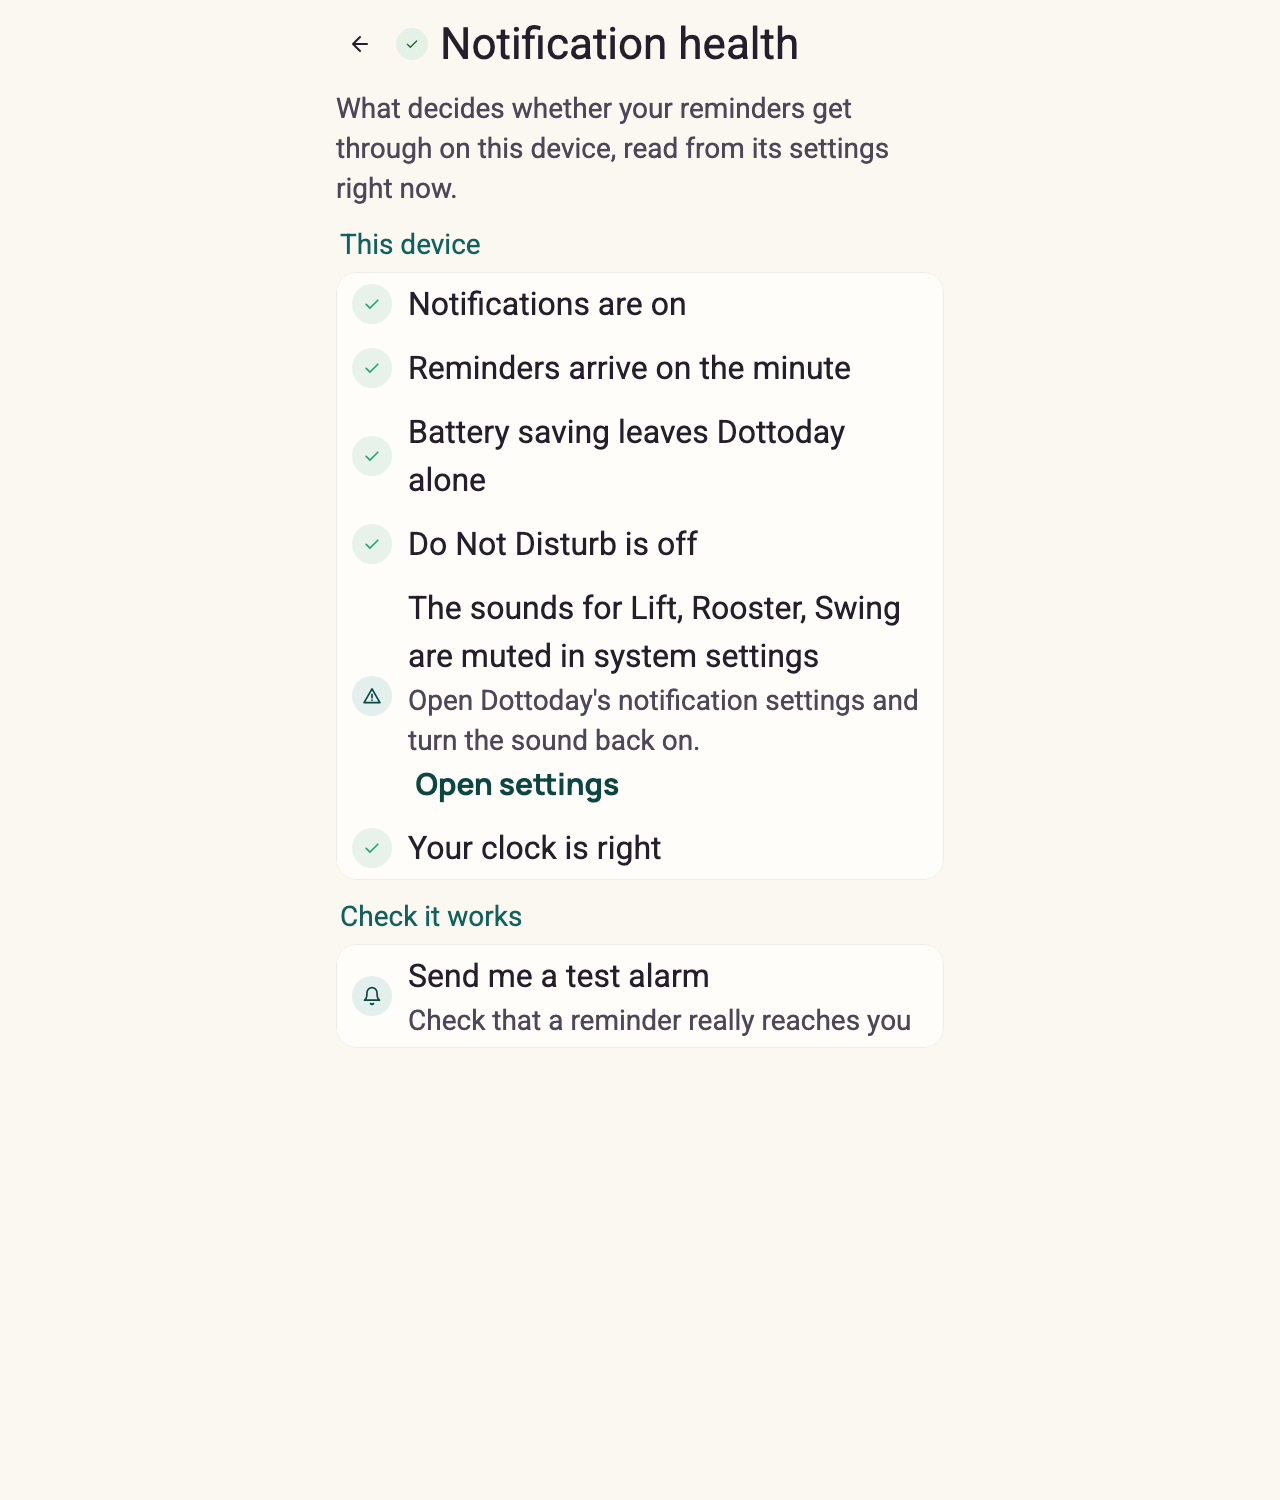 Notification health
What decides whether your reminders get
through on this device, read from its settings
right now.
This device
Notifications are on
Reminders arrive on the minute
Battery saving leaves Dottoday
alone
Do Not Disturb is off
The sounds for Lift, Rooster, Swing
are muted in system settings
Open Dottoday's notification settings and
turn the sound back on.
Open settings
Your clock is right
Check it works
Send me a test alarm
Check that a reminder really reaches you